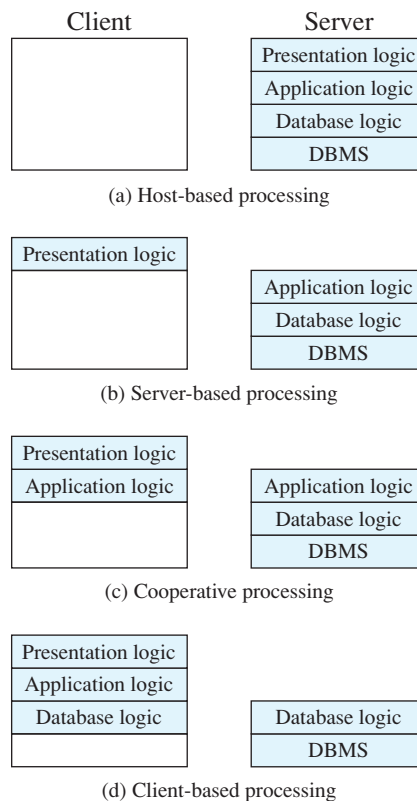 Client Server
Presentation logic
Application logic
Database logic
DBMS
(a) Host-based processing
Presentation logic
Application logic
Database logic
DBMS
(b) Server-based processing
Presentation logic
Application logic Application logic
Database logic
DBMS
(c) Cooperative processing
Presentation logic
Application logic
Database logic Database logic
DBMS
(d) Client-based processing